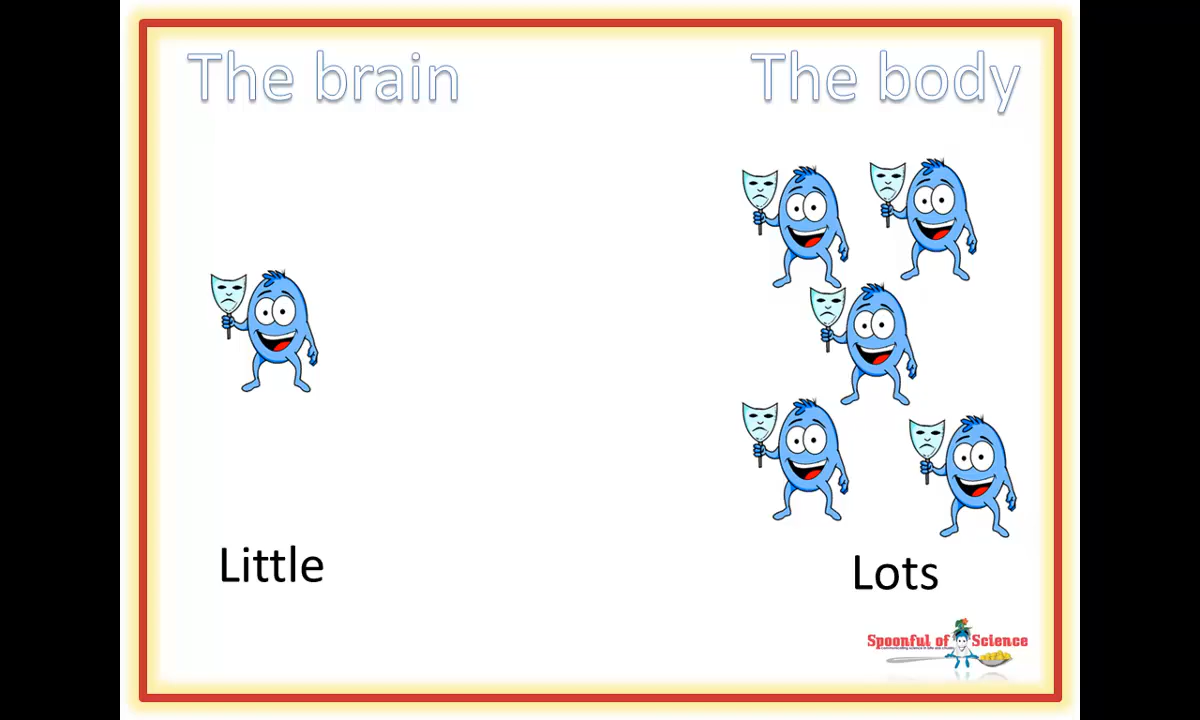 The brain
The body
Little
Lots
Spoonful of Science